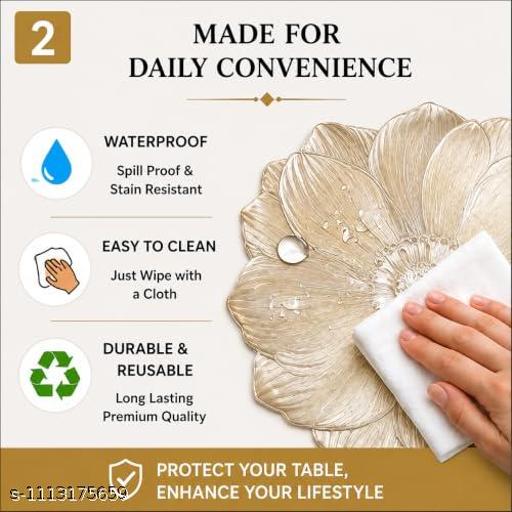 2
MADE FOR
DAILY CONVENIENCE
WATERPROOF
Spill Proof &
Stain Resistant
EASY TO CLEAN
Just Wipe with
a Cloth
DURABLE &
REUSABLE
Long Lasting
Premium Quality
PROTECT YOUR TABLE,
ENHANCE YOUR LIFESTYLE
s-1113175659